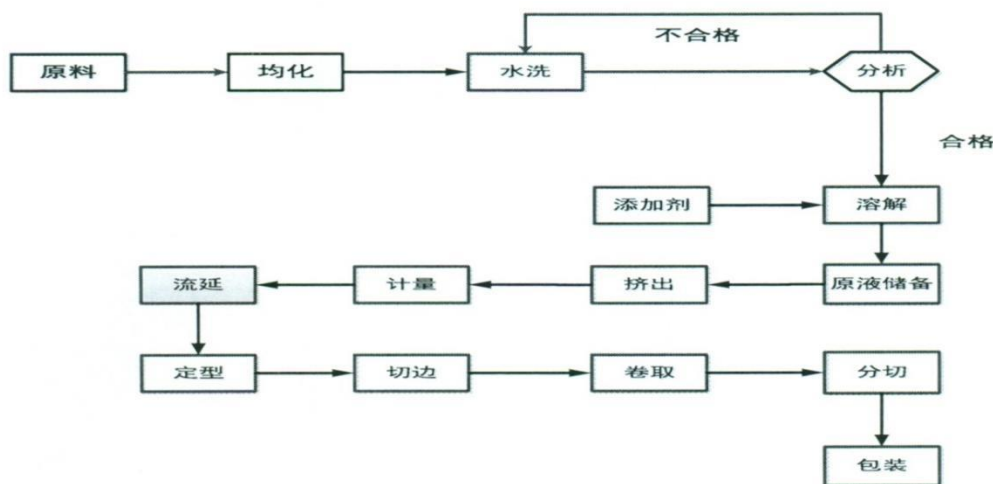 不合格
原料
均化
水洗
分析
合格
添加剂
溶解
流延
计量
挤出
原液储备
定型
切边
卷取
分切
包装